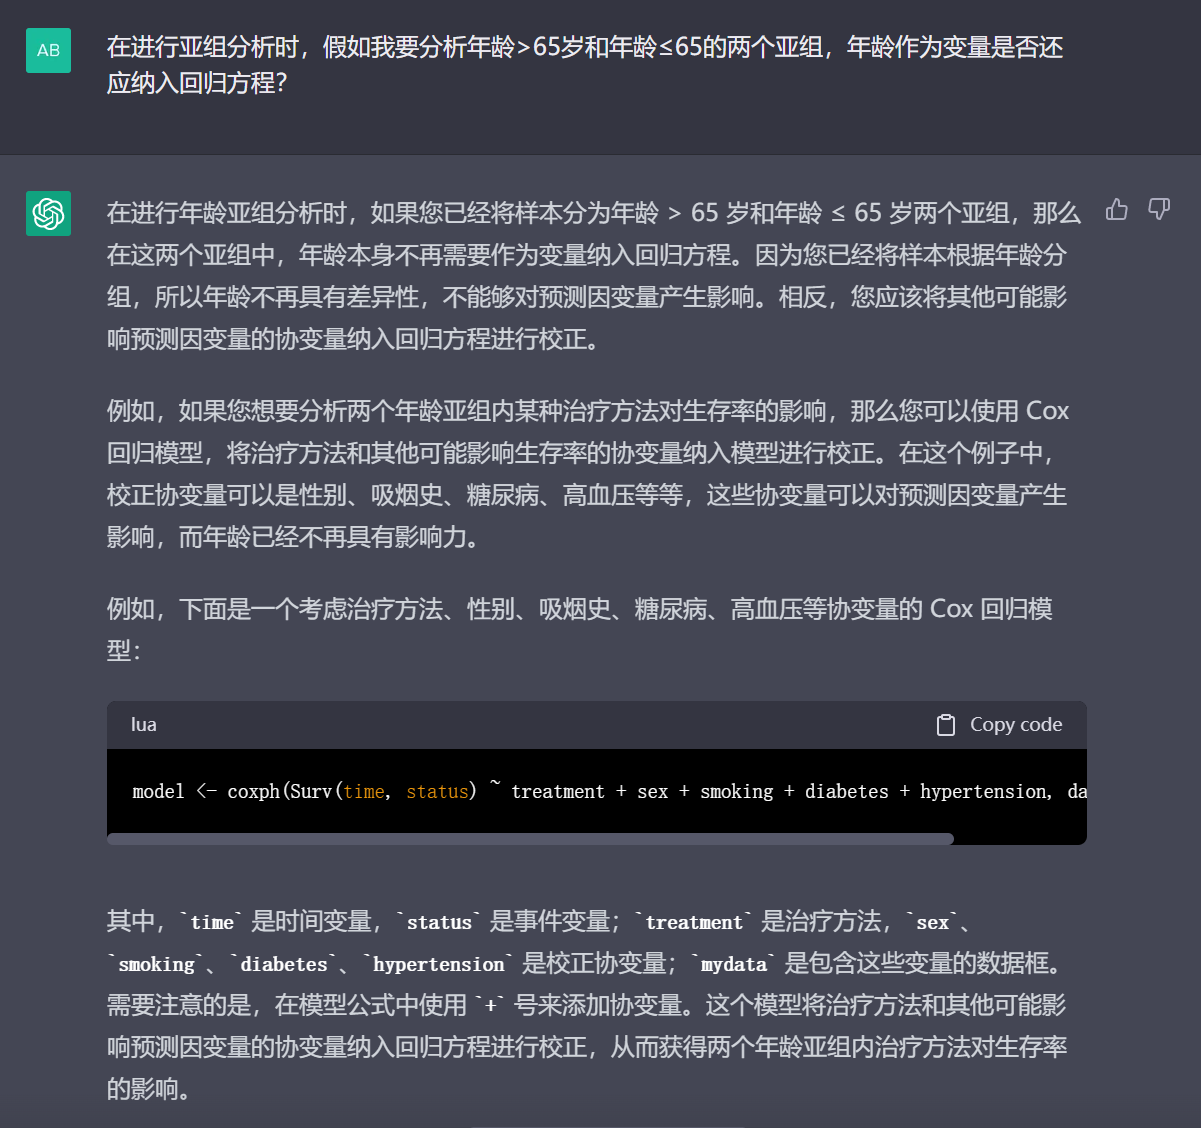 AB
在进行亚组分析时，假如我要分析年龄>65岁和年龄≤65的两个亚组，年龄作为变量是否还
应纳入回归方程？
在进行年龄亚组分析时，如果您已经将样本分为年龄 > 65 岁和年龄 ≤ 65 岁两个亚组，那么
在这两个亚组中，年龄本身不再需要作为变量纳入回归方程。因为您已经将样本根据年龄分
组，所以年龄不再具有差异性，不能够对预测因变量产生影响。相反，您应该将其他可能影
响预测因变量的协变量纳入回归方程进行校正。
例如，如果您想要分析两个年龄亚组内某种治疗方法对生存率的影响，那么您可以使用 Cox
回归模型，将治疗方法和其他可能影响生存率的协变量纳入模型进行校正。在这个例子中，
校正协变量可以是性别、吸烟史、糖尿病、高血压等等，这些协变量可以对预测因变量产生
影响，而年龄已经不再具有影响力。
例如，下面是一个考虑治疗方法、性别、吸烟史、糖尿病、高血压等协变量的 Cox 回归模
型：
lua
Copy code
model <- coxph(Surv(time, status) ~ treatment + sex + smoking + diabetes + hypertension, da
其中，`time` 是时间变量，`status` 是事件变量；`treatment` 是治疗方法，`sex`、
`smoking`、`diabetes`、`hypertension` 是校正协变量；`mydata` 是包含这些变量的数据框。
需要注意的是，在模型公式中使用 `+` 号来添加协变量。这个模型将治疗方法和其他可能影
响预测因变量的协变量纳入回归方程进行校正，从而获得两个年龄亚组内治疗方法对生存率
的影响。